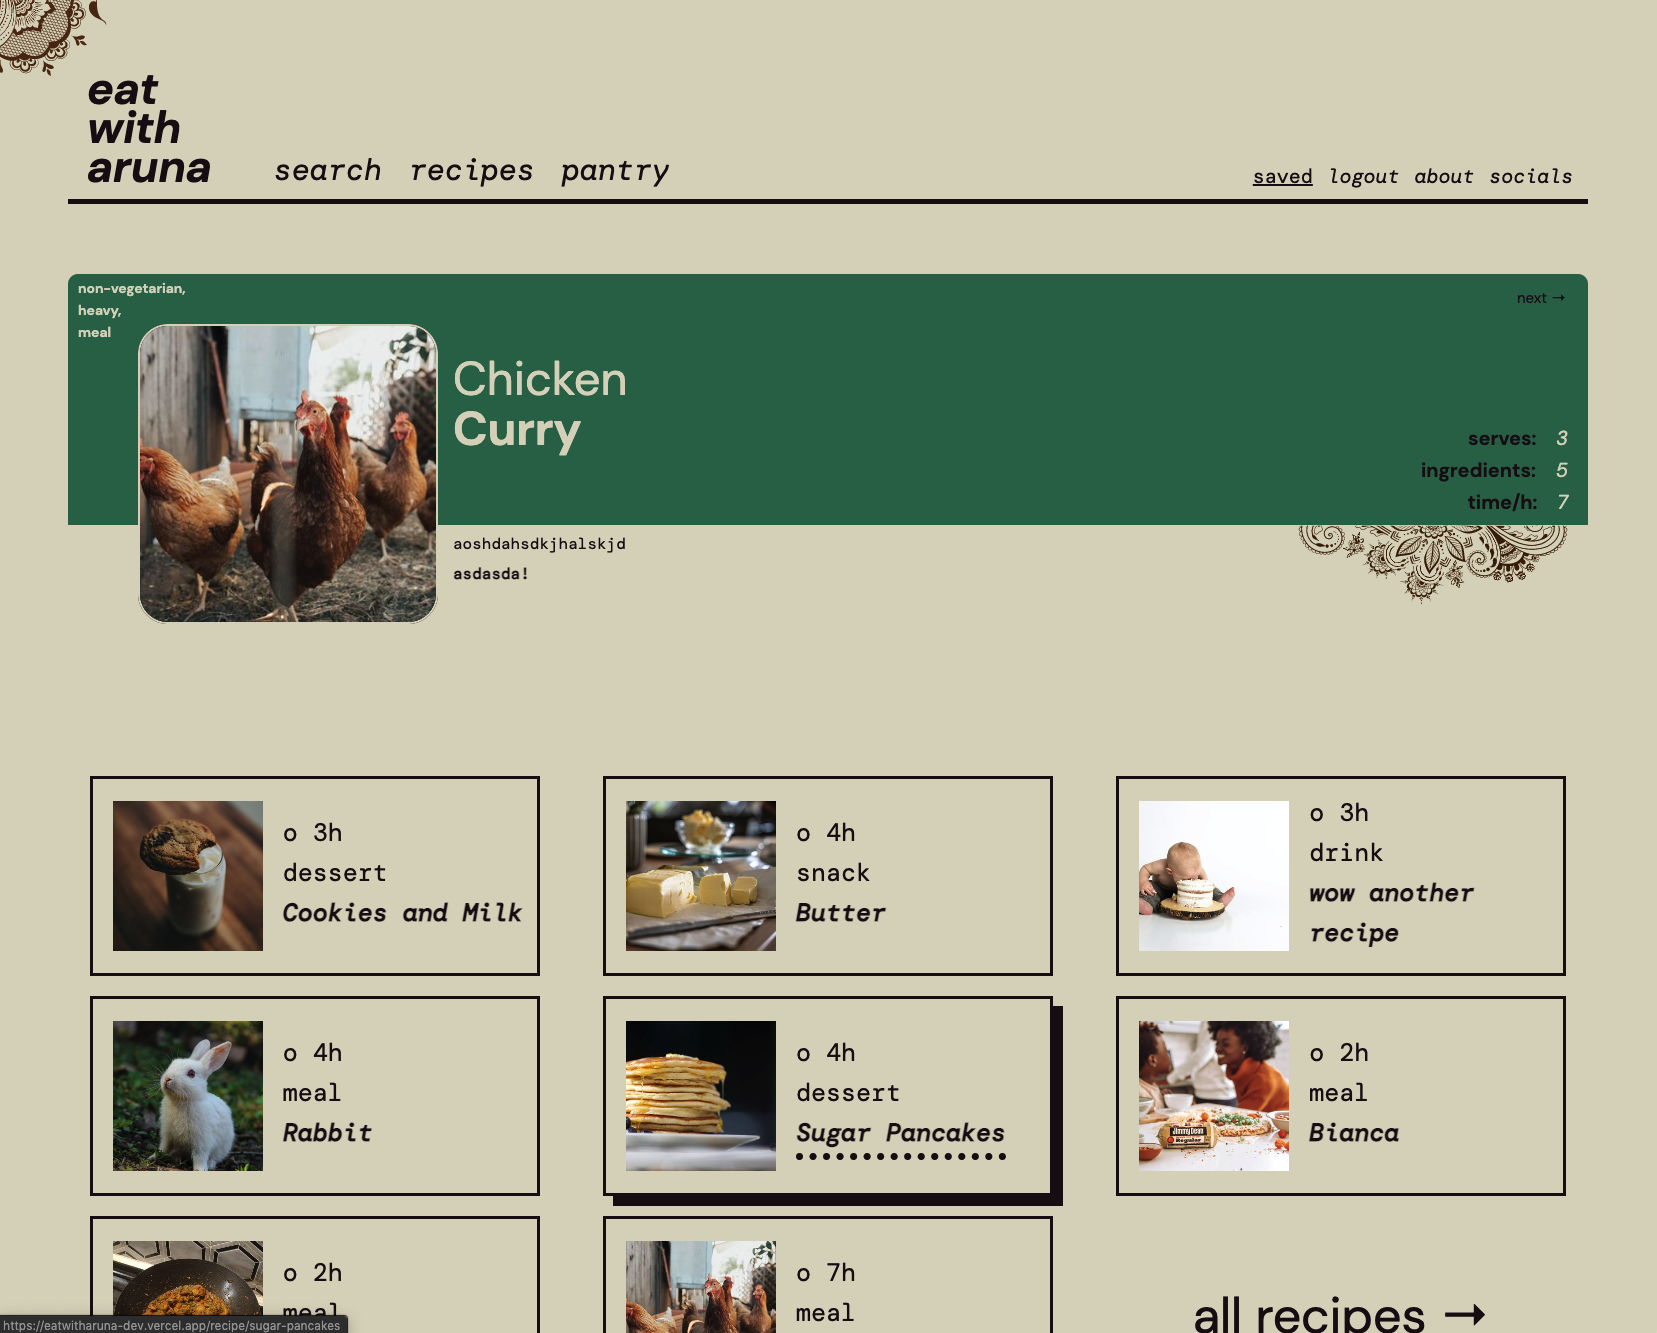 eat
with
aruna
search recipes pantry
saved logout about socials
non-vegetarian,
heavy,
meal
next →
Chicken
Curry
serves: 3
ingredients: 5
time/h: 7
aoshdahsdkjhalskjd
asdasda!
o 3h
dessert
Cookies and Milk
o 4h
snack
Butter
o 3h
drink
wow another
recipe
o 4h
meal
Rabbit
o 4h
dessert
Sugar Pancakes
Jimmy Dean
Regular
o 2h
meal
Bianca
o 2h
meal
o 7h
meal
all recipes →
https://eatwitharuna-dev.vercel.app/recipe/sugar-pancakes